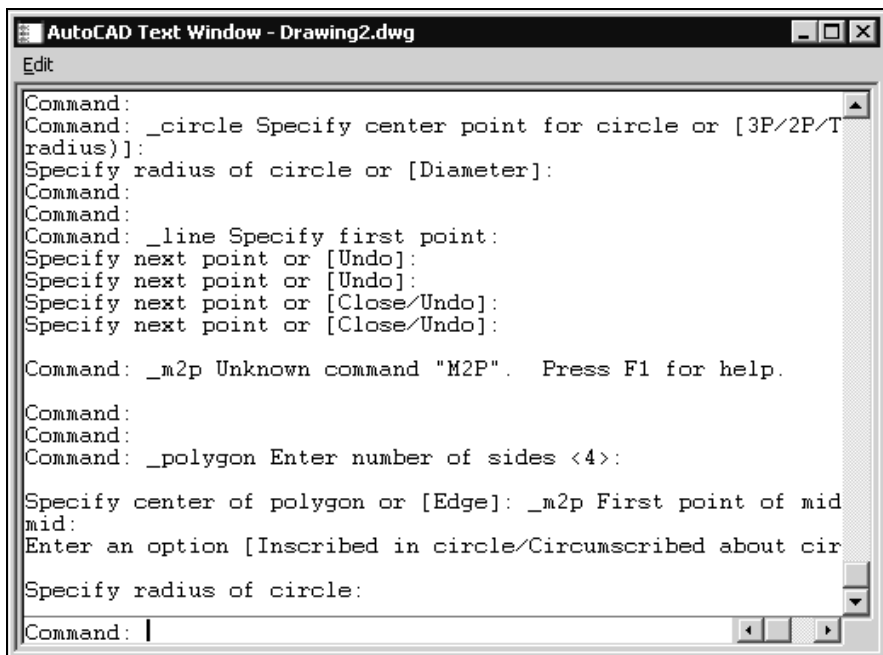 AutoCAD Text Window - Drawing2.dwg
Edit
Command:
Command: _circle Specify center point for circle or [3P/2P/T
radius)]:
Specify radius of circle or [Diameter]:
Command:
Command:
Command: _line Specify first point:
Specify next point or [Undo]:
Specify next point or [Undo]:
Specify next point or [Close/Undo]:
Specify next point or [Close/Undo]:
Command: _m2p Unknown command "M2P".  Press F1 for help.
Command:
Command:
Command: _polygon Enter number of sides <4>:
Specify center of polygon or [Edge]: _m2p First point of mid
mid:
Enter an option [Inscribed in circle/Circumscribed about cir
Specify radius of circle:
Command: